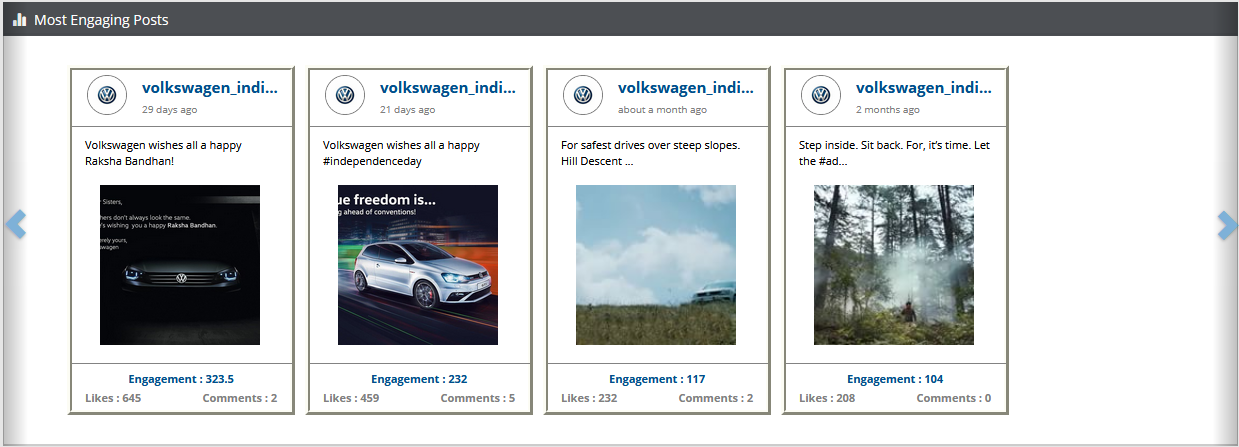 Most Engaging Posts
volkswagen_indi...
29 days ago
Volkswagen wishes all a happy
Raksha Bandhan!
r Sisters,
hers don't always look the same.
e's wishing you a happy Raksha Bandhan.
erely yours,
swagen
Engagement : 323.5
Likes : 645 Comments : 2
volkswagen_indi...
21 days ago
Volkswagen wishes all a happy
#independenceday
ue freedom is...
g ahead of conventions!
Engagement : 232
Likes : 459 Comments : 5
volkswagen_indi...
about a month ago
For safest drives over steep slopes.
Hill Descent ...
Engagement : 117
Likes : 232 Comments : 2
volkswagen_indi...
2 months ago
Step inside. Sit back. For, it's time. Let
the #ad...
Engagement : 104
Likes : 208 Comments : 0